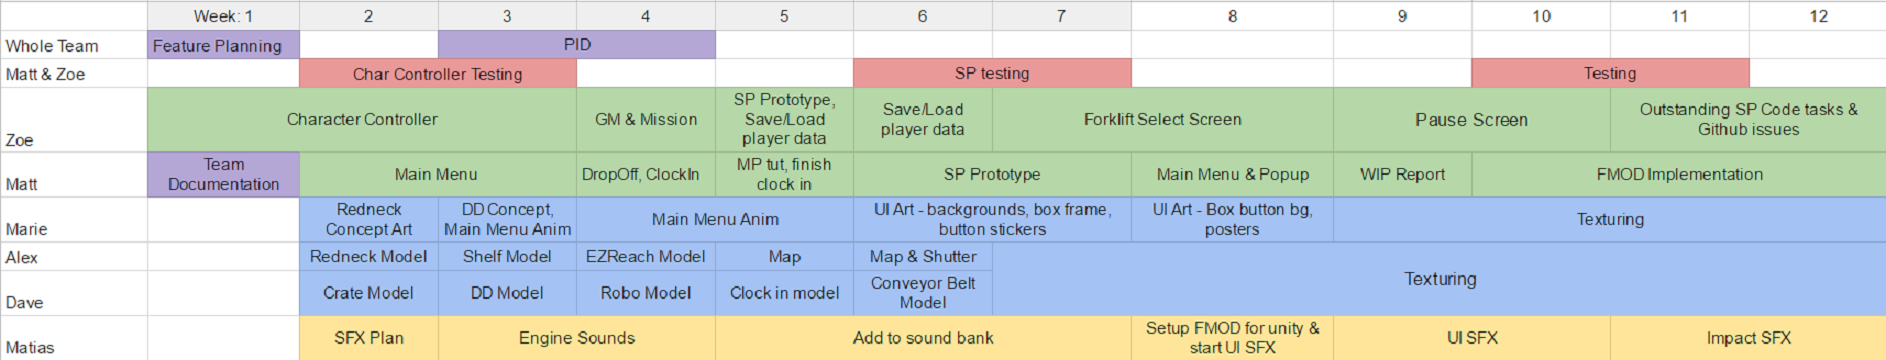 Week: 1 2 3 4 5 6 7 8 9 10 11 12
Whole Team Feature Planning PID
Matt & Zoe Char Controller Testing SP testing Testing
Zoe
Character Controller
GM & Mission
SP Prototype,
Save/Load
player data
Save/Load
player data
Forklift Select Screen
Pause Screen
Outstanding SP Code tasks &
Github issues
Matt
Team
Documentation
Main Menu
DropOff, ClockIn
MP tut, finish
clock in
SP Prototype
Main Menu & Popup
WIP Report
FMOD Implementation
Marie
Redneck
Concept Art
DD Concept,
Main Menu Anim
Main Menu Anim
UI Art - backgrounds, box frame,
button stickers
UI Art - Box button bg,
posters
Texturing
Alex
Redneck Model
Shelf Model
EZReach Model
Map
Map & Shutter
Texturing
Dave
Crate Model
DD Model
Robo Model
Clock in model
Conveyor Belt
Model
Matias
SFX Plan
Engine Sounds
Add to sound bank
Setup FMOD for unity &
start UI SFX
UI SFX
Impact SFX